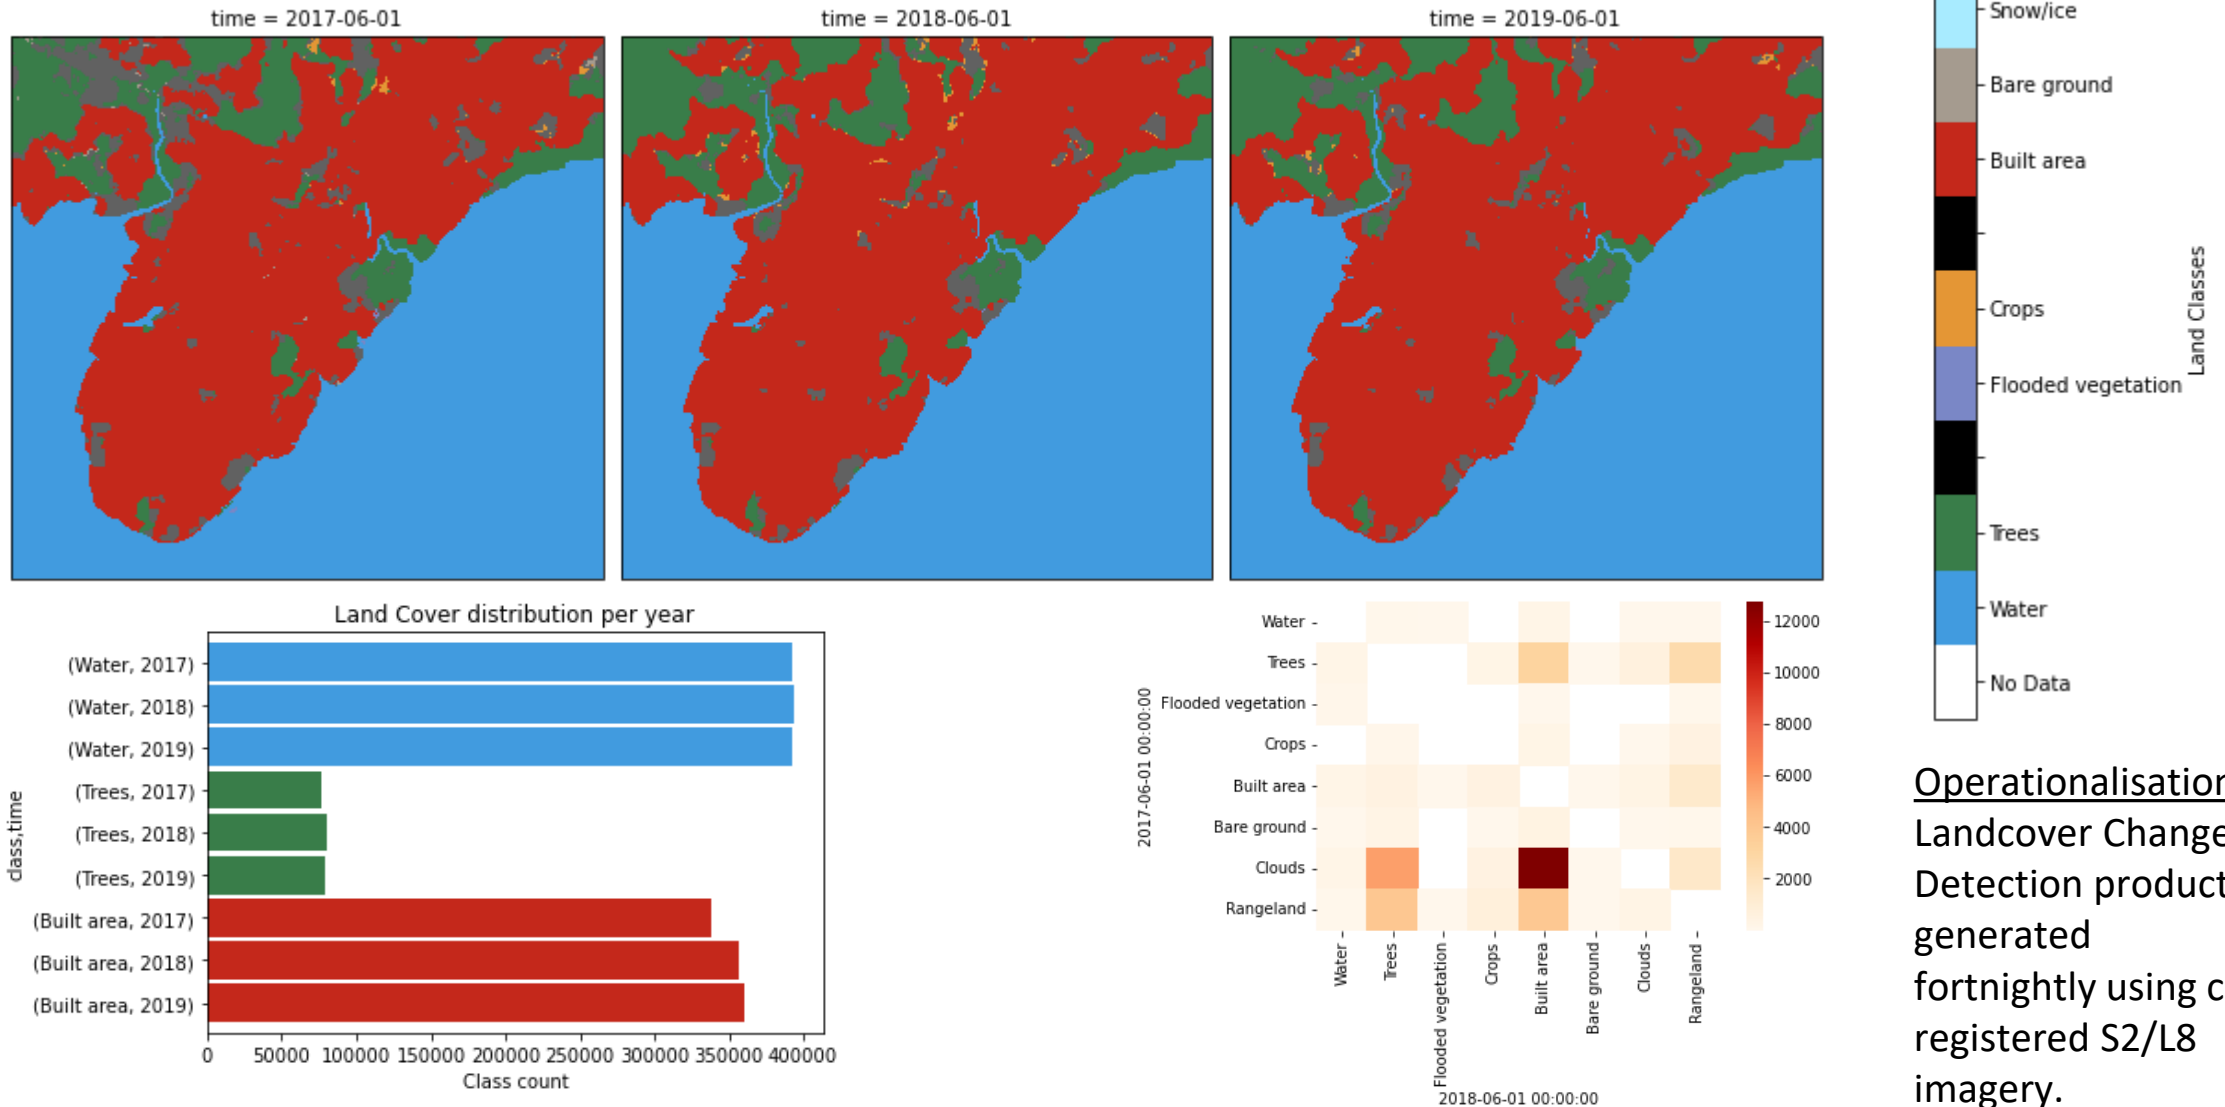 time = 2017-06-01
time = 2018-06-01
time = 2019-06-01
Snow/ice
Bare ground
Built area
Crops
Flooded vegetation
Trees
Water
No Data
Land Classes
Land Cover distribution per year
(Water, 2017)
(Water, 2018)
(Water, 2019)
(Trees, 2017)
(Trees, 2018)
(Trees, 2019)
(Built area, 2017)
(Built area, 2018)
(Built area, 2019)
class,time
0 50000 100000 150000 200000 250000 300000 350000 400000
Class count
Water
Trees
Flooded vegetation
Crops
Built area
Bare ground
Clouds
Rangeland
2017-06-01 00:00:00
Water Trees Flooded vegetation Crops Built area Bare ground Clouds Rangeland
2018-06-01 00:00:00
12000
10000
8000
6000
4000
2000
Operationalisation
Landcover Change
Detection product
generated
fortnightly using c
registered S2/L8
imagery.